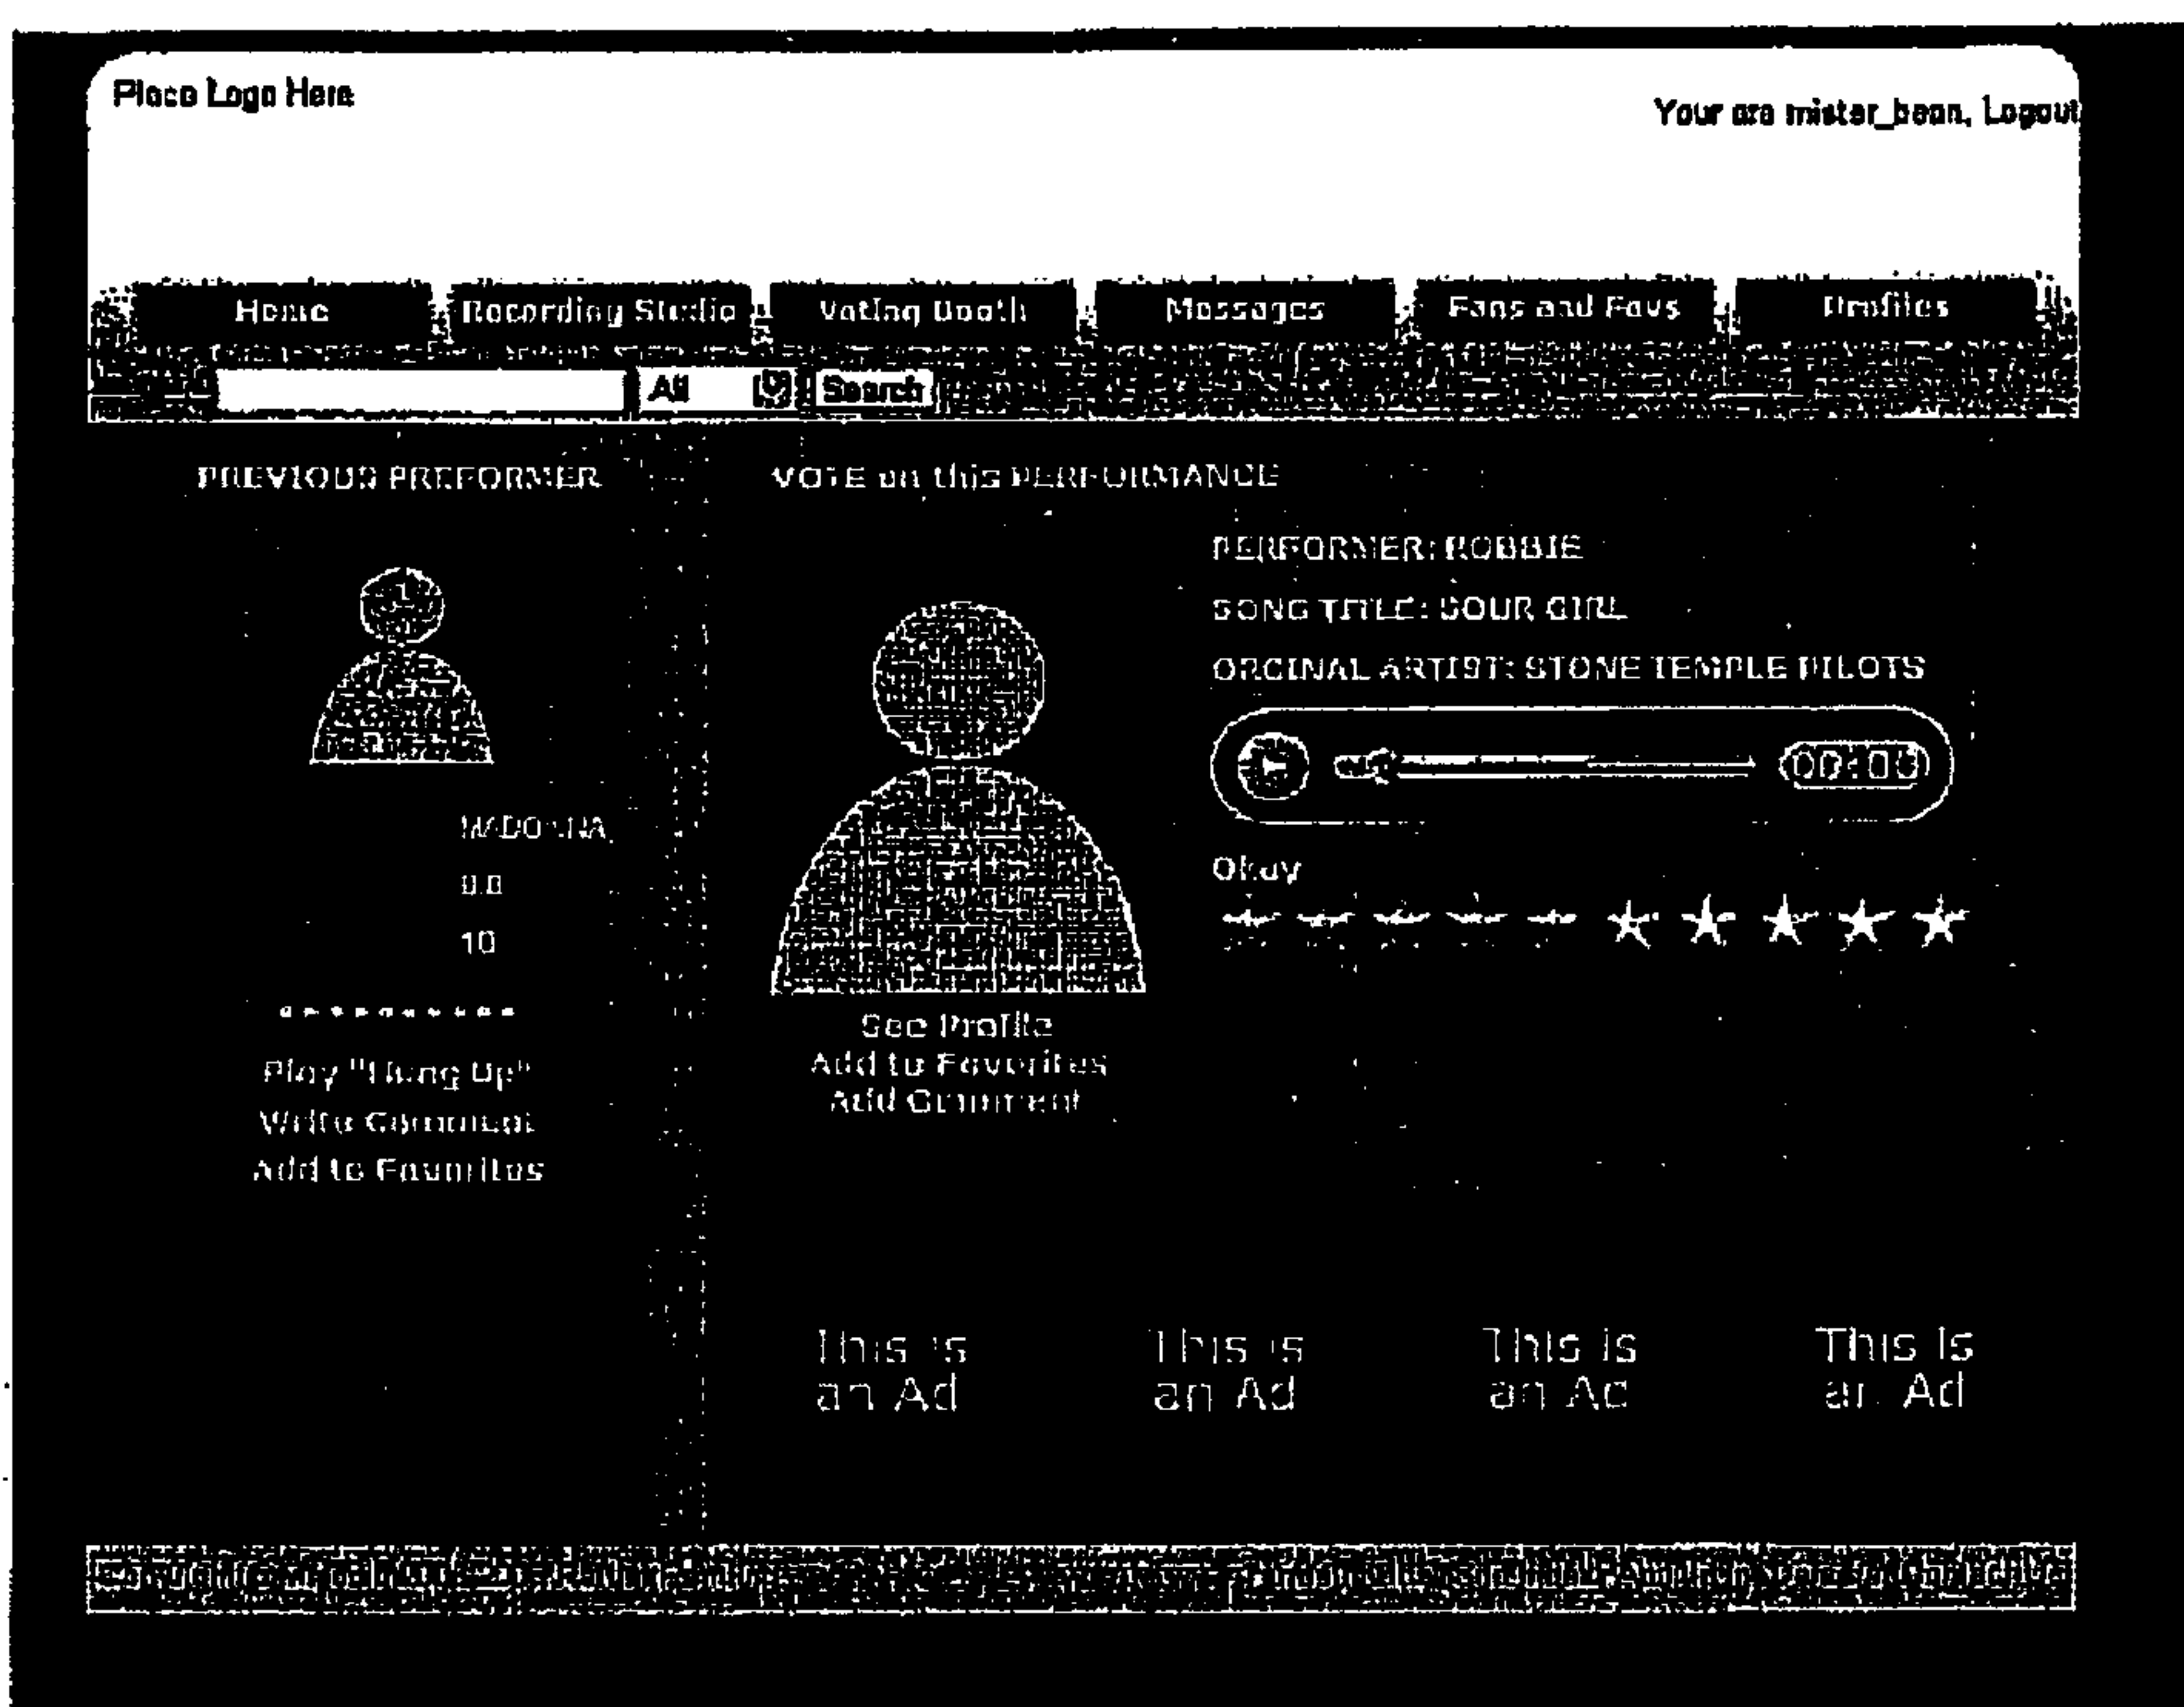 Place Logo Here
Your are mister_bean, Logout
Home Recording Studio Voting Booth Messages Fans and Favs Profiles
All Search
PREVIOUS PREFORMER
VOTE on this PERFORMANCE
PERFORMER: ROBBIE
SONG TITLE: SOUR GIRL
ORGINAL ARTIST: STONE TEMPLE PILOTS
MADONNA
0.0
10
Okay
See Profile
Add to Favorites
Add Comment
Play "Hung Up"
Write Comment
Add to Favorites
This is
an Ad
This is
an Ad
This is
an Ad
This is
an Ad